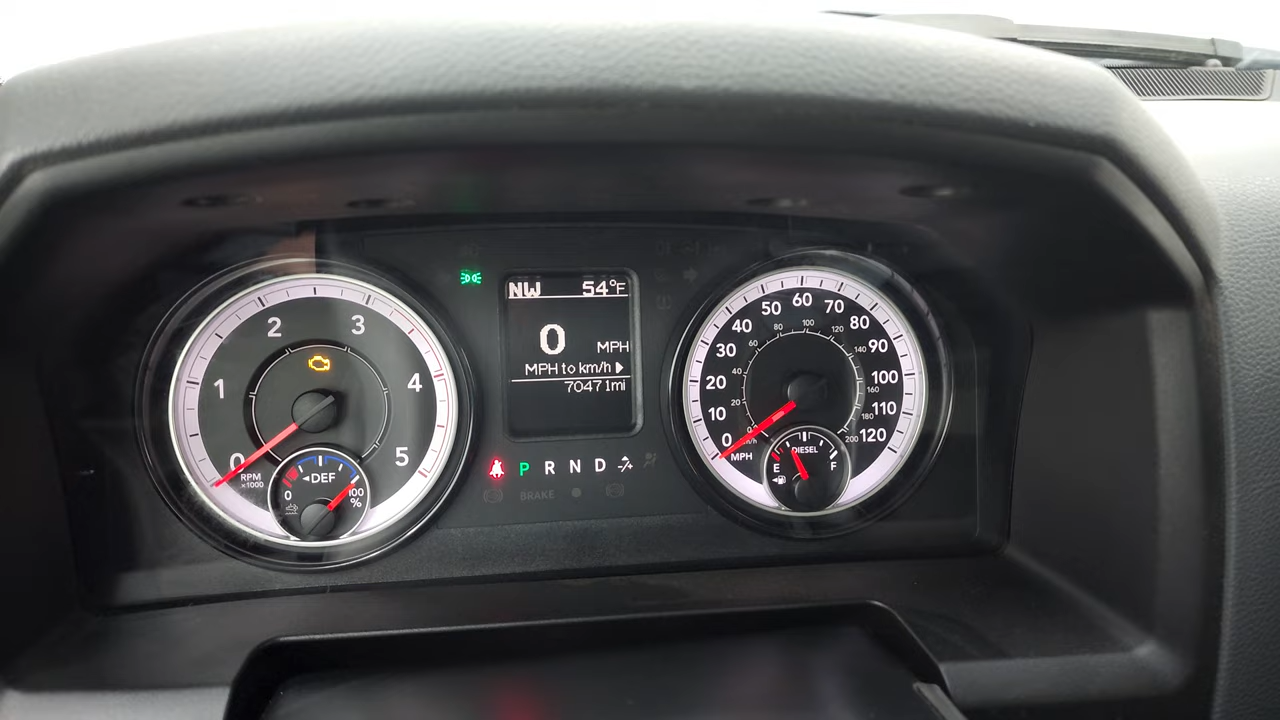 0
1
2
3
4
5
RPM
x1000
◄DEF
0
100
%
NW 54°F
0 MPH
MPH to km/h ▶
70471mi
P R N D
BRAKE
0
10
20
30
40
50
60
70
80
90
100
110
120
MPH
0
20
40
60
80
100
120
140
160
180
200
km/h
DIESEL
E
F